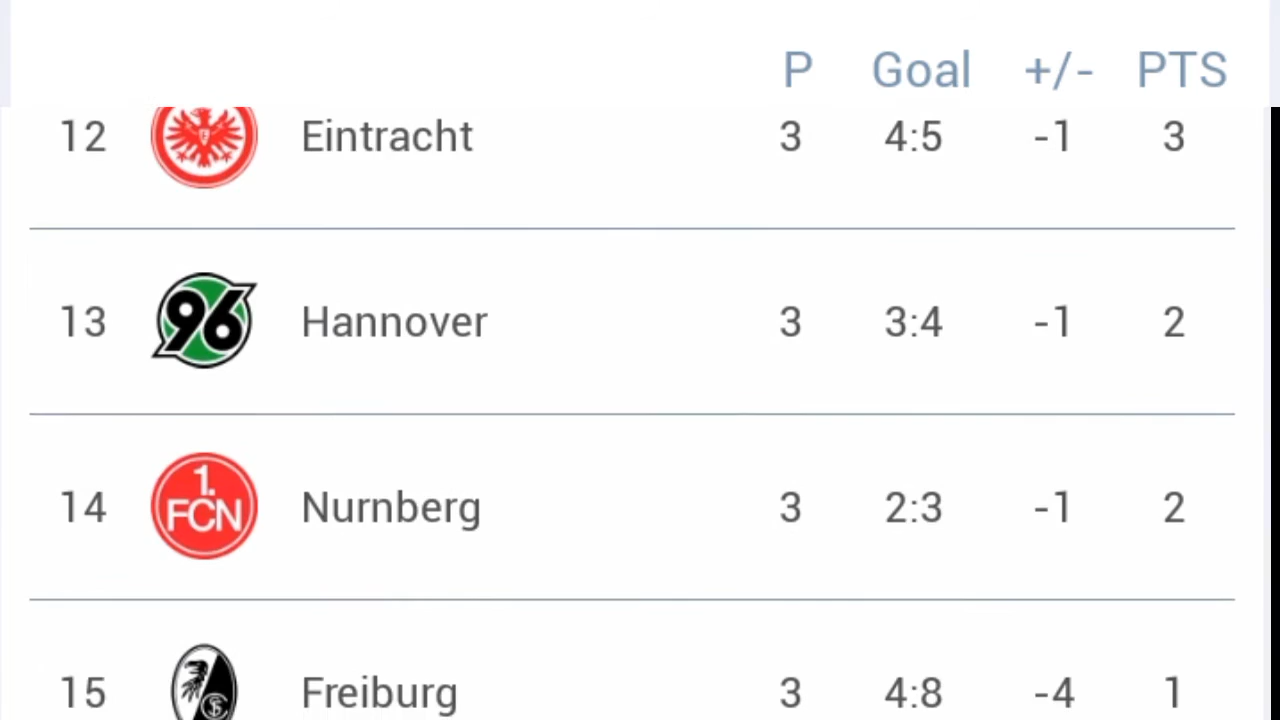 P Goal +/- PTS
12 F Eintracht 3 4:5 -1 3
13 96 Hannover 3 3:4 -1 2
14 1. FCN Nurnberg 3 2:3 -1 2
15 Freiburg 3 4:8 -4 1